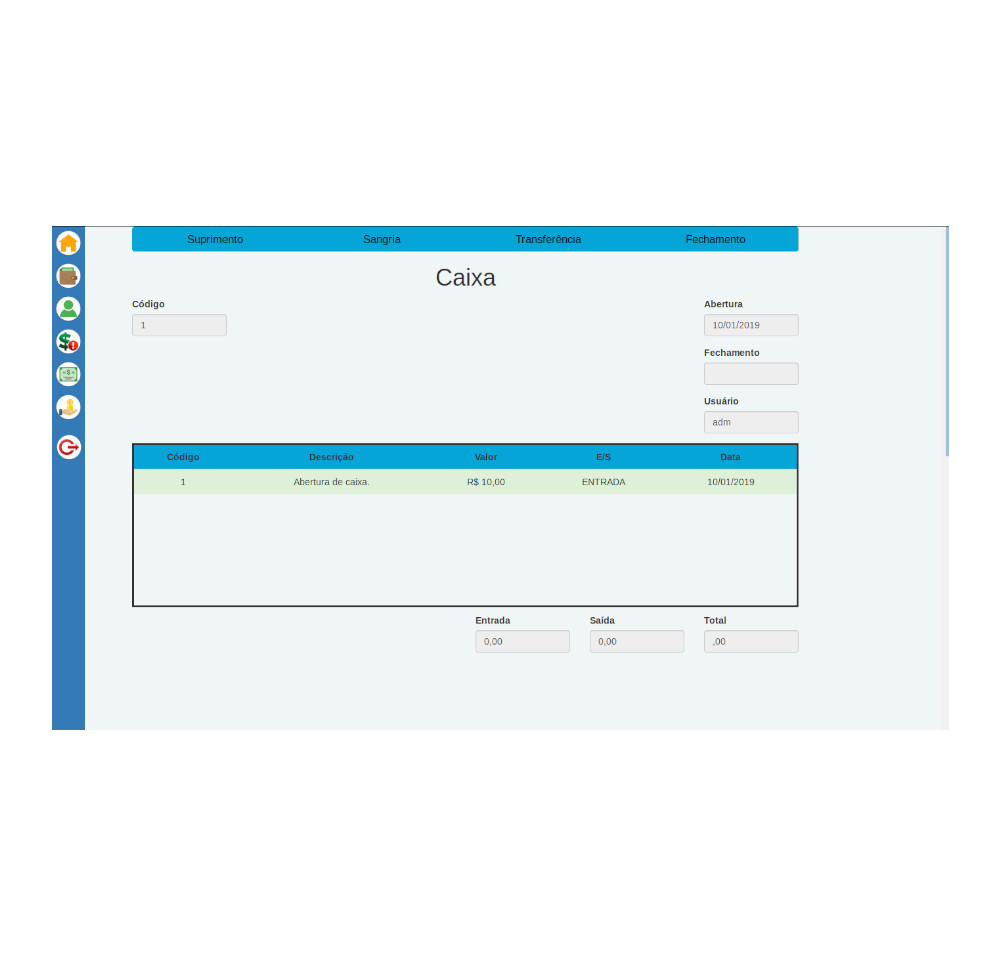 Suprimento Sangria Transferência Fechamento
Caixa
Código Abertura
1 10/01/2019
Fechamento
Usuário
adm
Código Descrição Valor E/S Data
1 Abertura de caixa. R$ 10,00 ENTRADA 10/01/2019
Entrada Saída Total
0,00 0,00 ,00